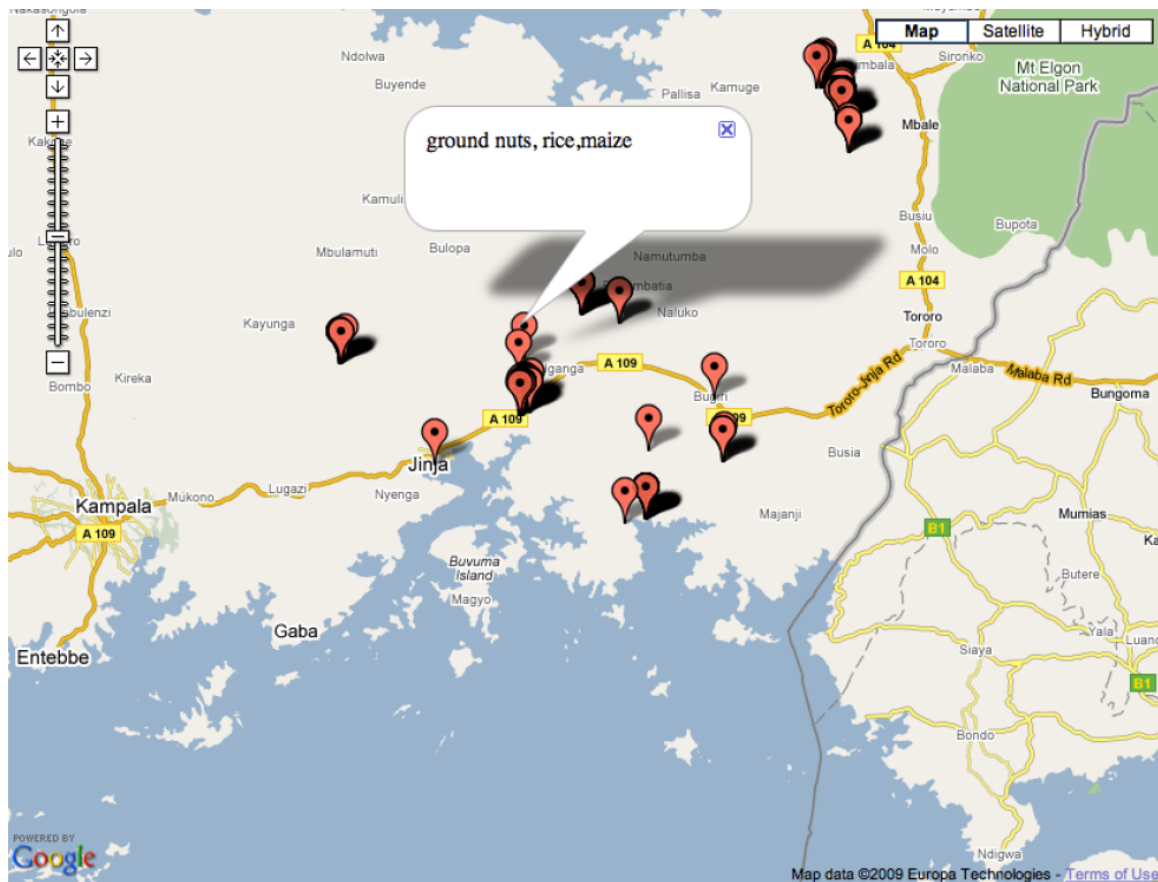 Nakasongola
Map Satellite Hybrid
A 104
Sironko
Ndolwa
Mt Elgon
National Park
Buyende
Pallisa Kamuge
Mbale
ground nuts, rice,maize
Kamuli
Busiu
Bupota
Mbulamuti
Bulopa
Molo
Namutumba
A 104
Naluko
Kayunga
Tororo
Tororo
A 109
Malaba
Malaba Rd
Kireka
Bombo
Bugiri
Tororo-Jinja Rd
Bungoma
A 109
Busia
Jinja
Lugazi
Mukono
Nyenga
Kampala
Majanji
Mumias
A 109
B1
Buvuma
Island
Butere
Magyo
Gaba
Yala
Entebbe
Siaya
B1
Bondo
POWERED BY
Google
Ndigwa
Map data ©2009 Europa Technologies - Terms of Use